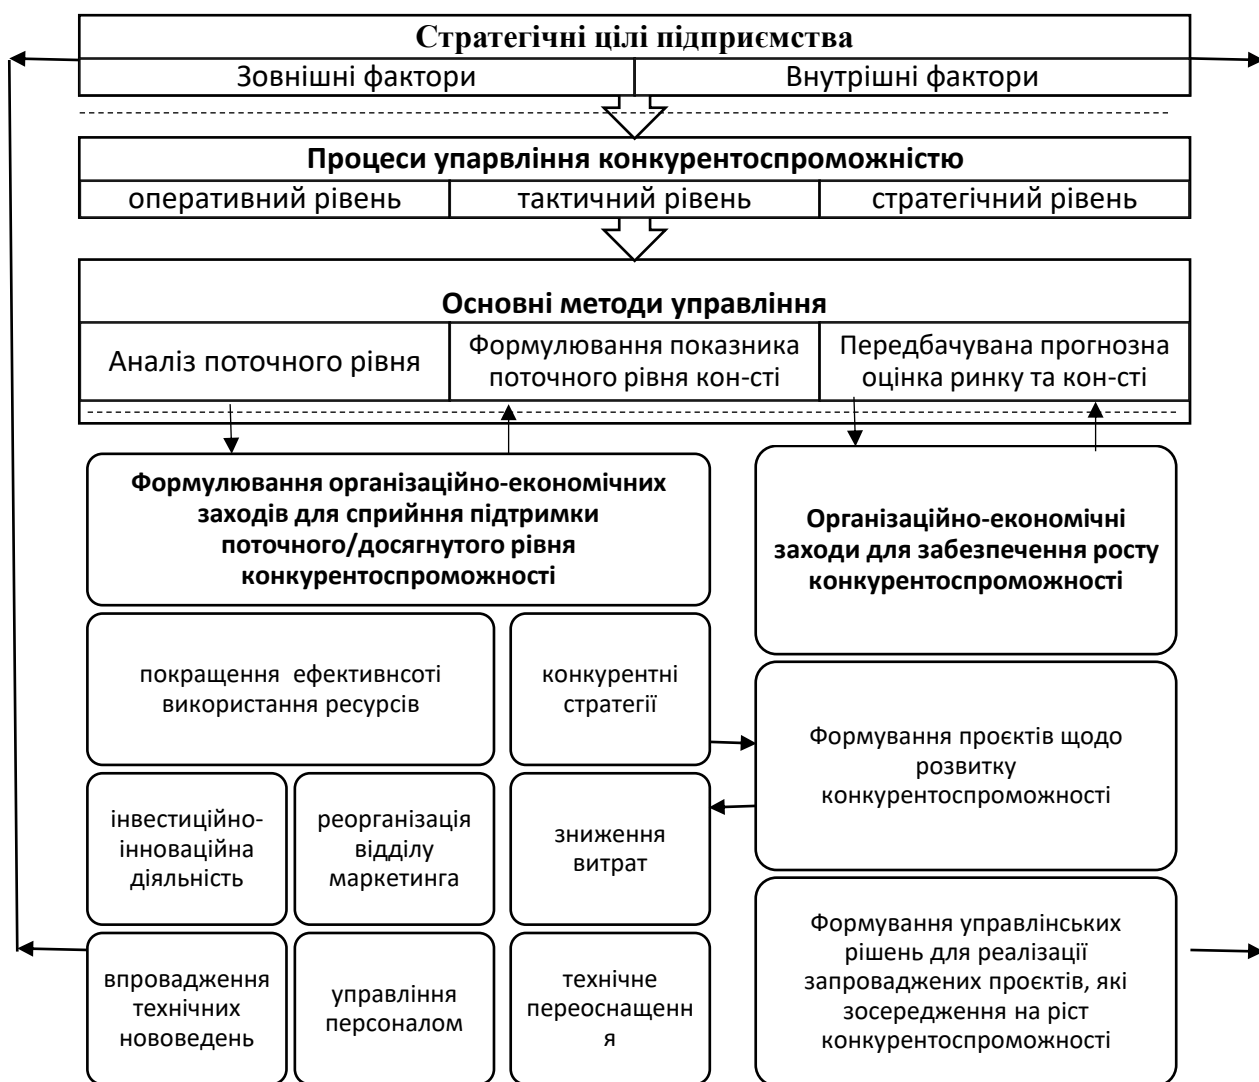 Стратегічні цілі підприємства
Зовнішні фактори
Внутрішні фактори
Процеси упарвління конкурентоспроможністю
оперативний рівень
тактичний рівень
стратегічний рівень
Основні методи управління
Аналіз поточного рівня
Формулювання показника
поточного рівня кон-сті
Передбачувана прогнозна
оцінка ринку та кон-сті
Формулювання організаційно-економічних
заходів для сприйння підтримки
поточного/досягнутого рівня
конкурентоспроможності
Організаційно-економічні
заходи для забезпечення росту
конкурентоспроможності
покращення ефективнсоті
використання ресурсів
конкурентні
стратегії
Формування проєктів щодо
розвитку
конкурентоспроможності
інвестиційно-
інноваційна
діяльність
реорганізація
відділу
маркетинга
зниження
витрат
впровадження
технічних
нововедень
управління
персоналом
технічне
переоснащенн
я
Формування управлінських
рішень для реалізації
запроваджених проєктів, які
зосередження на ріст
конкурентоспроможності